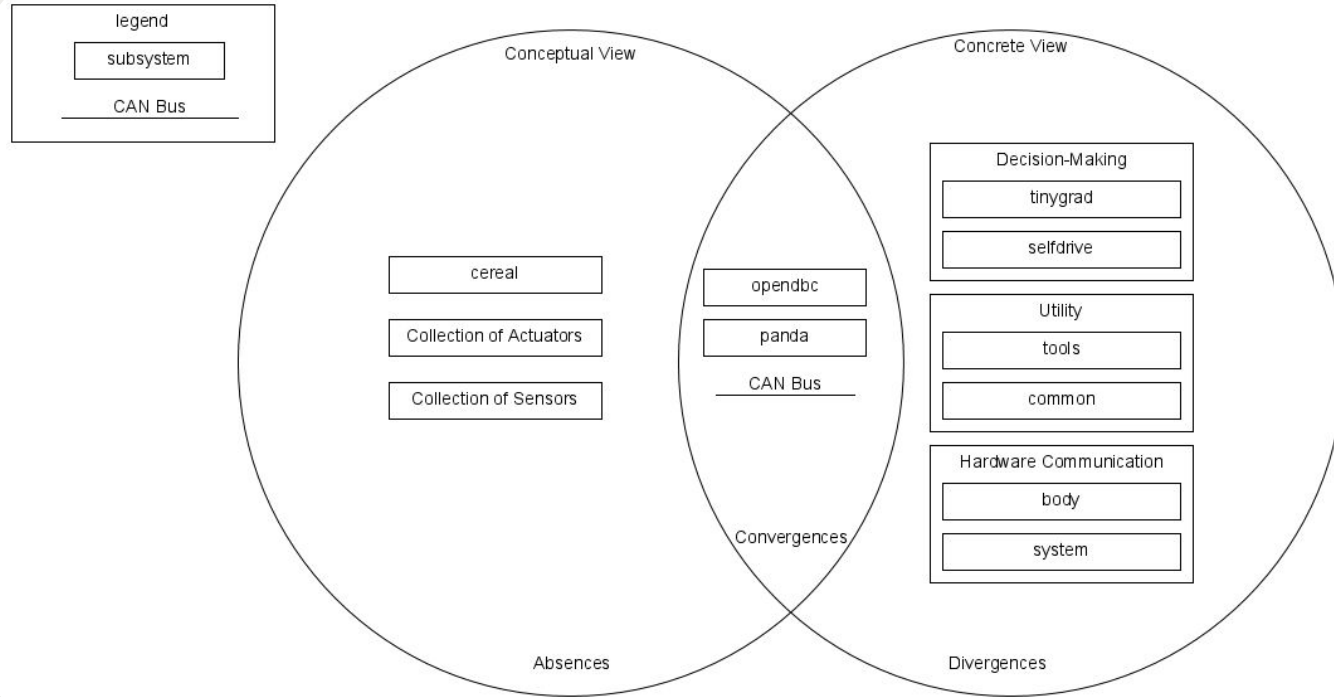 legend
subsystem
CAN Bus
Conceptual View
Concrete View
cereal
Collection of Actuators
Collection of Sensors
Absences
opendbc
panda
CAN Bus
Convergences
Decision-Making
tinygrad
selfdrive
Utility
tools
common
Hardware Communication
body
system
Divergences